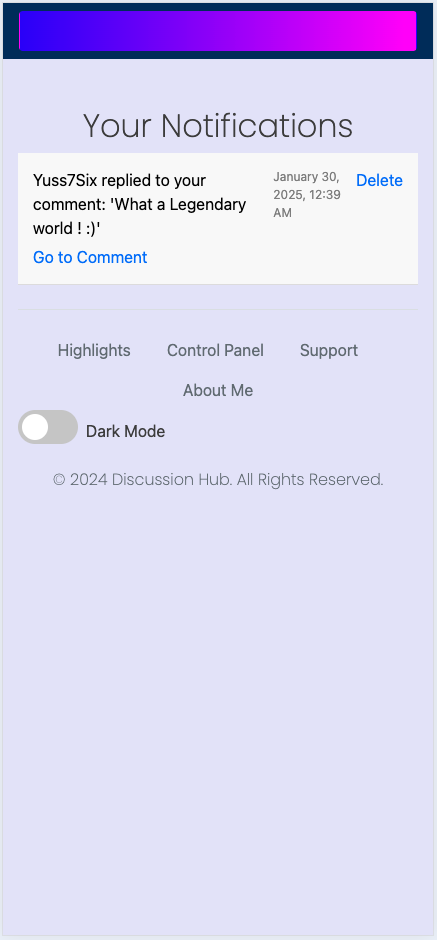 Your Notifications
Yuss7Six replied to your
comment: 'What a Legendary
world ! :)'
Go to Comment
January 30,
2025, 12:39
AM
Delete
Highlights Control Panel Support
About Me
Dark Mode
© 2024 Discussion Hub. All Rights Reserved.